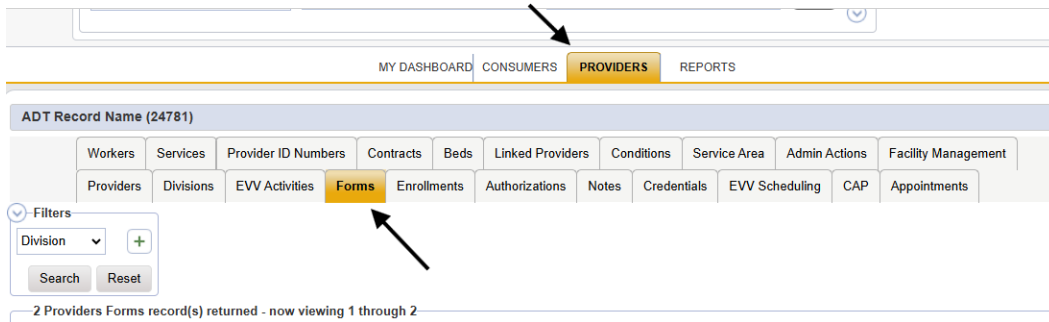 MY DASHBOARD CONSUMERS PROVIDERS REPORTS
ADT Record Name (24781)
Workers Services Provider ID Numbers Contracts Beds Linked Providers Conditions Service Area Admin Actions Facility Management
Providers Divisions EVV Activities Forms Enrollments Authorizations Notes Credentials EVV Scheduling CAP Appointments
Filters
Division
Search Reset
2 Providers Forms record(s) returned - now viewing 1 through 2